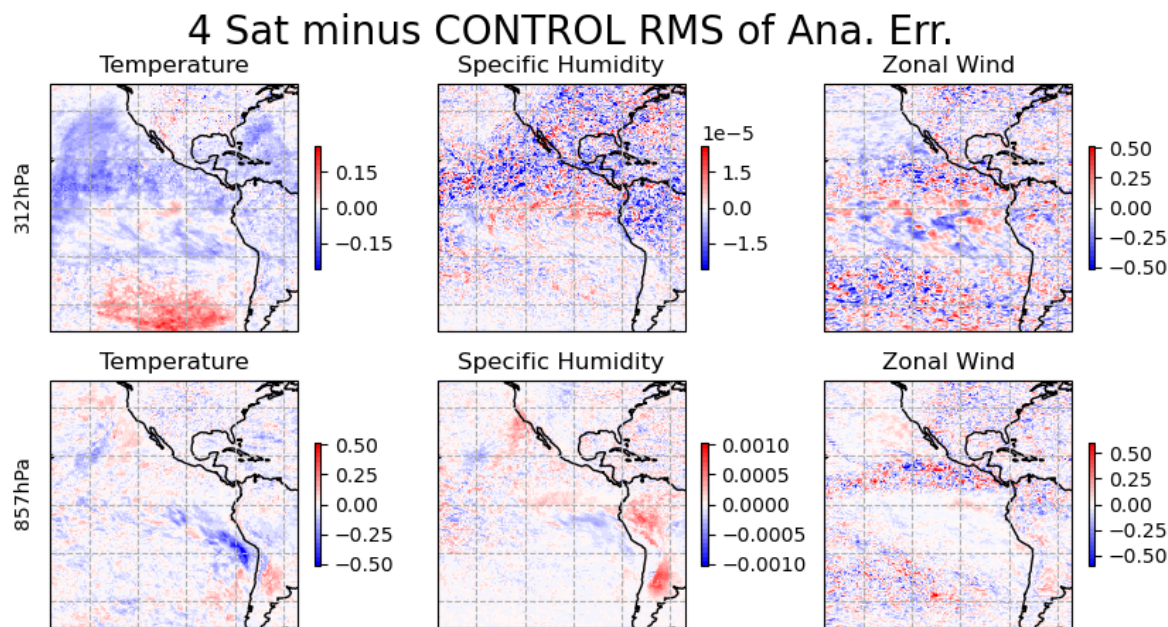 4 Sat minus CONTROL RMS of Ana. Err.
Temperature
Specific Humidity
Zonal Wind
312hPa
0.15
0.00
−0.15
1e−5
1.5
0.0
−1.5
0.50
0.25
0.00
−0.25
−0.50
Temperature
Specific Humidity
Zonal Wind
857hPa
0.50
0.25
0.00
−0.25
−0.50
0.0010
0.0005
0.0000
−0.0005
−0.0010
0.50
0.25
0.00
−0.25
−0.50